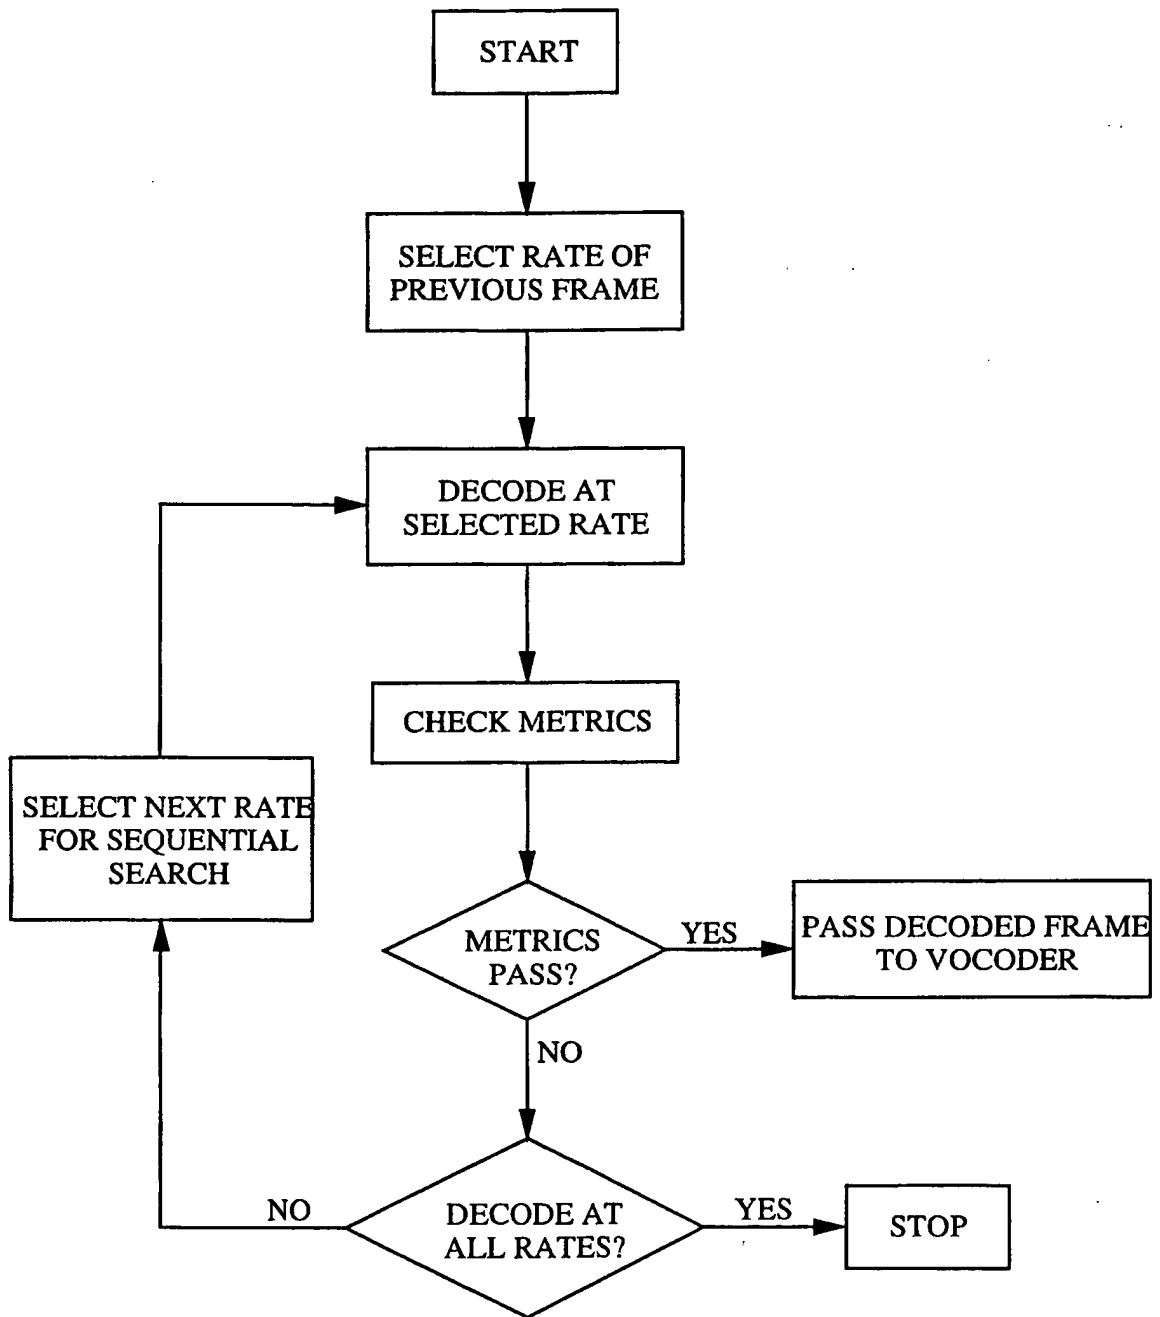 START
SELECT RATE OF
PREVIOUS FRAME
DECODE AT
SELECTED RATE
CHECK METRICS
SELECT NEXT RATE
FOR SEQUENTIAL
SEARCH
METRICS
PASS?
YES
PASS DECODED FRAME
TO VOCODER
NO
DECODE AT
ALL RATES?
NO
YES
STOP